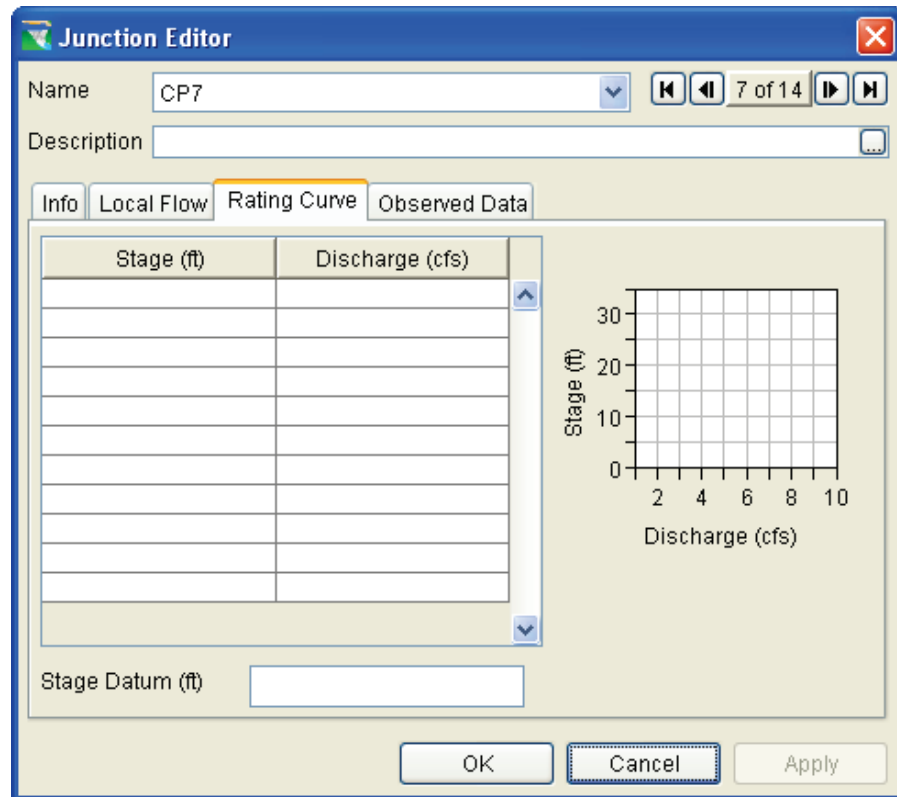 Junction Editor
Name CP7 7 of 14
Description ...
Info Local Flow Rating Curve Observed Data
Stage (ft) Discharge (cfs)
30
20
10
0
Stage (ft)
2 4 6 8 10
Discharge (cfs)
Stage Datum (ft)
OK Cancel Apply